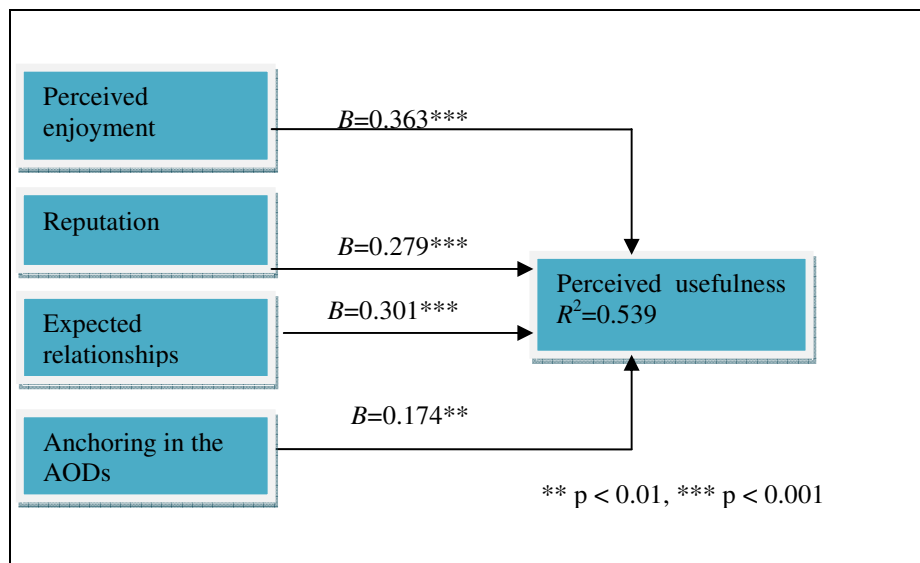 Perceived
enjoyment
B=0.363***
Reputation
B=0.279***
Expected
relationships
B=0.301***
Anchoring in the
AODs
B=0.174**
Perceived usefulness
R²=0.539
** p < 0.01, *** p < 0.001